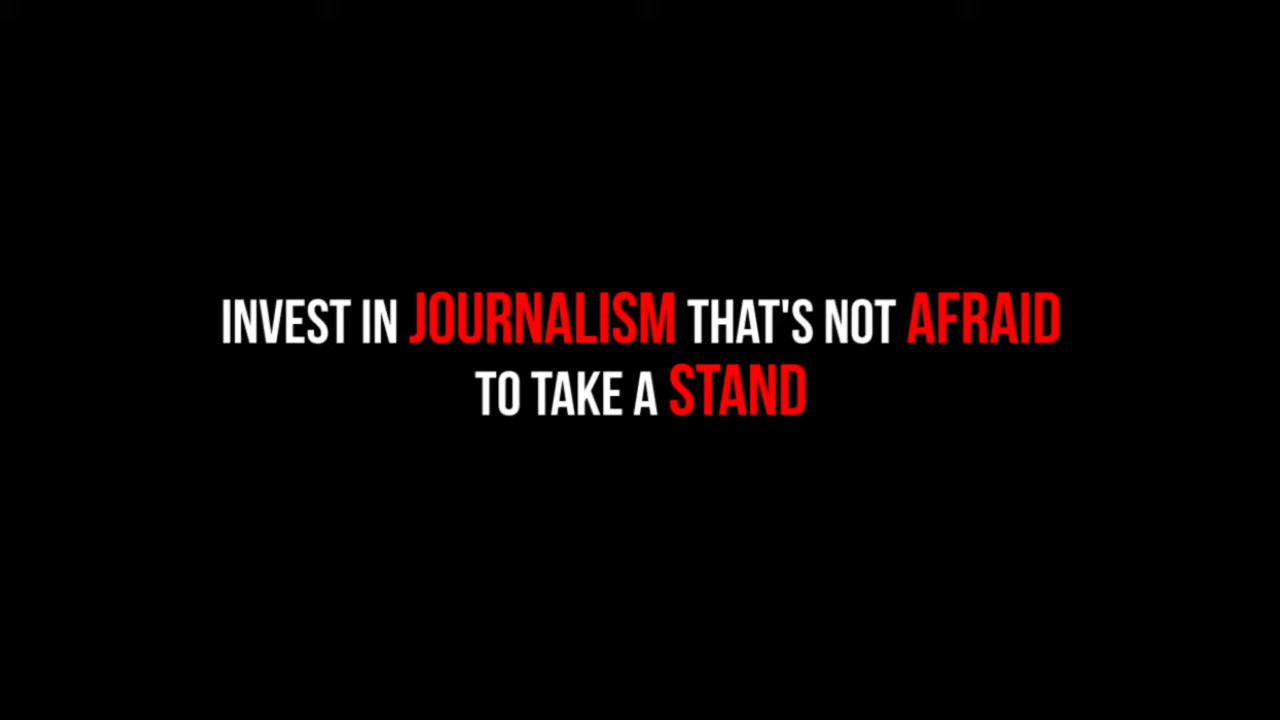 INVEST IN JOURNALISM THAT'S NOT AFRAID
TO TAKE A STAND